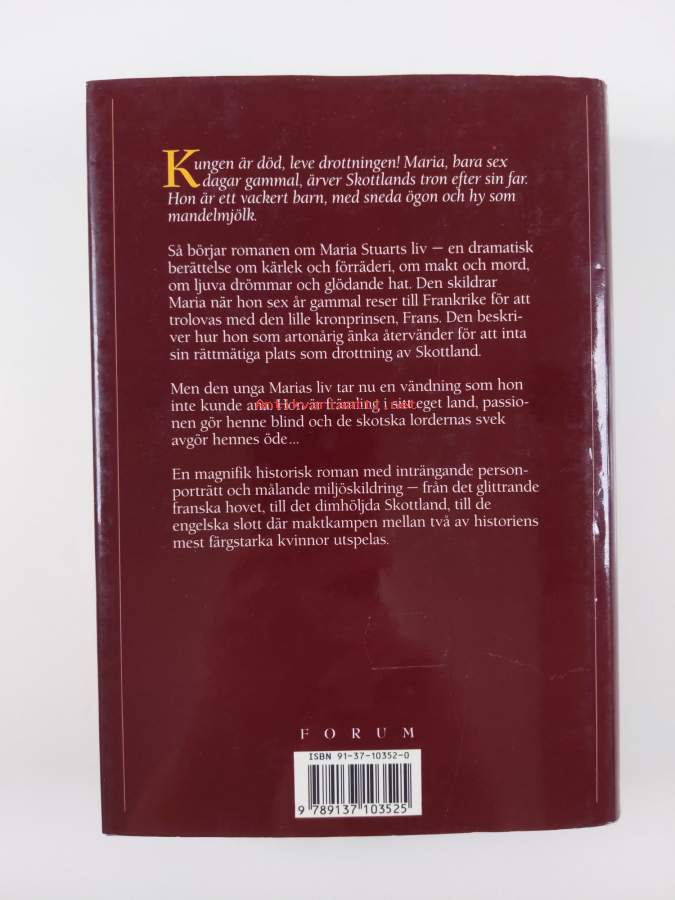 Kungen är död, leve drottningen! Maria, bara sex
dagar gammal, ärver Skottlands tron efter sin far.
Hon är ett vackert barn, med sneda ögon och hy som
mandelmjölk.
Så börjar romanen om Maria Stuarts liv – en dramatisk
berättelse om kärlek och förräderi, om makt och mord,
om ljuva drömmar och glödande hat. Den skildrar
Maria när hon sex år gammal reser till Frankrike för att
trolovas med den lille kronprinsen, Frans. Den beskri-
ver hur hon som artonårig änka återvänder för att inta
sin rättmätiga plats som drottning av Skottland.
Men den unga Marias liv tar nu en vändning som hon
inte kunde ana. Hon är främling i sitt eget land, passio-
nen gör henne blind och de skotska lordernas svek
avgör hennes öde...
En magnifik historisk roman med inträngande person-
porträtt och målande miljöskildring – från det glittrande
franska hovet, till det dimhöljda Skottland, till de
engelska slott där maktkampen mellan två av historiens
mest färgstarka kvinnor utspelas.
FORUM
ISBN 91-37-10352-0
9 789137 103525